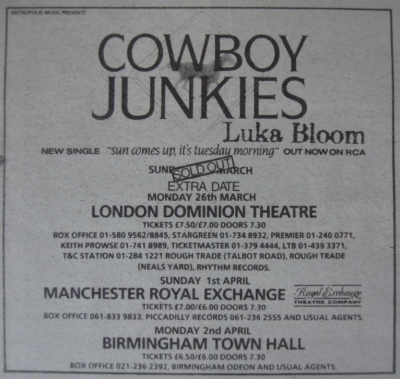 METROPOLIS MUSIC PRESENTS
COWBOY
JUNKIES
Luka Bloom
NEW SINGLE "sun comes up, it's tuesday morning" OUT NOW ON RCA
SUND MARCH
SOLD OUT
EXTRA DATE
MONDAY 26th MARCH
LONDON DOMINION THEATRE
TICKETS £7.50/£7.00 DOORS 7.30
BOX OFFICE 01-580 9562/8845, STARGREEN 01-734 8932, PREMIER 01-240 0771,
KEITH PROWSE 01-741 8989, TICKETMASTER 01-379 4444, LTB 01-439 3371,
T&C STATION 01-284 1221 ROUGH TRADE (TALBOT ROAD), ROUGH TRADE
(NEALS YARD), RHYTHM RECORDS.
SUNDAY 1st APRIL
MANCHESTER ROYAL EXCHANGE
Royal Exchange
THEATRE COMPANY
TICKETS £7.00/£6.00 DOORS 7.30
BOX OFFICE 061-833 9833, PICCADILLY RECORDS 061-236 2555 AND USUAL AGENTS.
MONDAY 2nd APRIL
BIRMINGHAM TOWN HALL
TICKETS £6.50/£6.00 DOORS 7.30
BOX OFFICE 021-236 2392, BIRMINGHAM ODEON AND USUAL AGENTS.